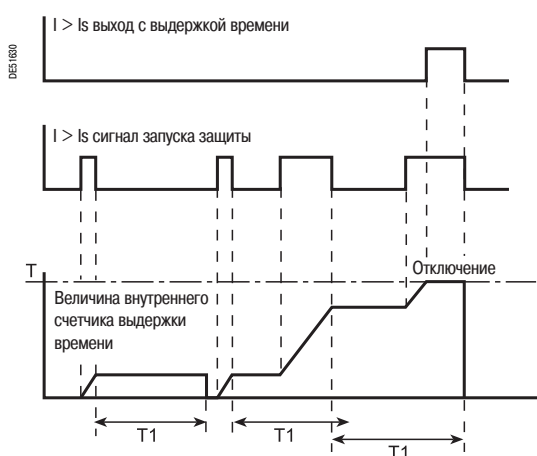 DE51630
I > Is выход с выдержкой времени
I > Is сигнал запуска защиты
T
Отключение
Величина внутреннего
счетчика выдержки
времени
T1
T1
T1